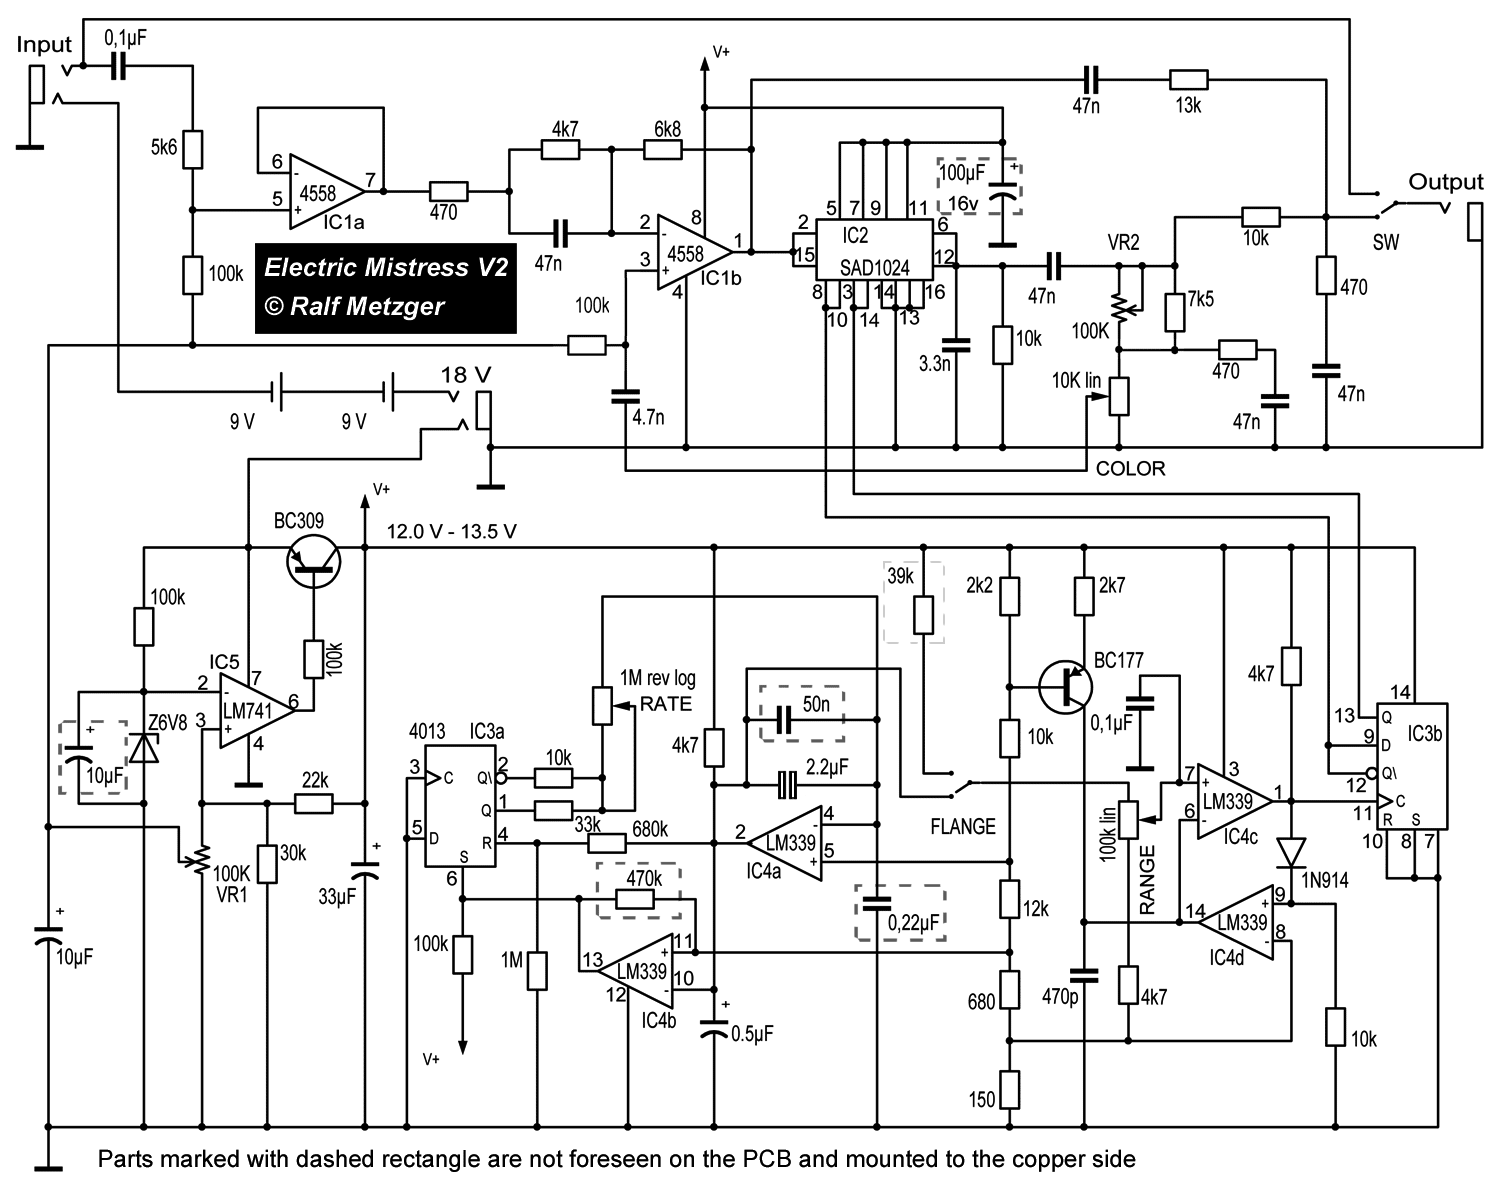 Input
0,1µF
5k6
100k
6
-
5
+
7
4558
IC1a
470
4k7
47n
6k8
2
-
3
+
8
4
1
4558
IC1b
V+
100k
4.7n
Electric Mistress V2
© Ralf Metzger
9 V
9 V
18 V
47n
13k
100µF
+
16v
5
7
9
11
2
15
IC2
SAD1024
6
12
8
3
14
16
10
14
13
3.3n
10k
47n
VR2
100K
7k5
10k
10K lin
470
47n
470
47n
COLOR
SW
Output
BC309
V+
12.0 V - 13.5 V
100k
100k
IC5
2
-
3
+
7
4
6
LM741
Z6V8
+
10µF
22k
100K
VR1
30k
+
33µF
+
10µF
4013
IC3a
3
C
2
Q\
1
Q
5
D
R
4
S
6
10k
33k
680k
1M rev log
RATE
4k7
50n
2.2µF
2
LM339
4
-
5
+
IC4a
0,22µF
470k
100k
V+
1M
13
LM339
11
+
10
-
12
IC4b
+
0.5µF
39k
FLANGE
2k2
10k
12k
680
150
2k7
BC177
0,1µF
100k lin
RANGE
4k7
470p
7
+
6
-
3
1
LM339
IC4c
14
LM339
9
+
8
-
IC4d
4k7
1N914
10k
14
13
Q
IC3b
9
D
Q\
12
C
11
R
S
10
8
7
Parts marked with dashed rectangle are not foreseen on the PCB and mounted to the copper side